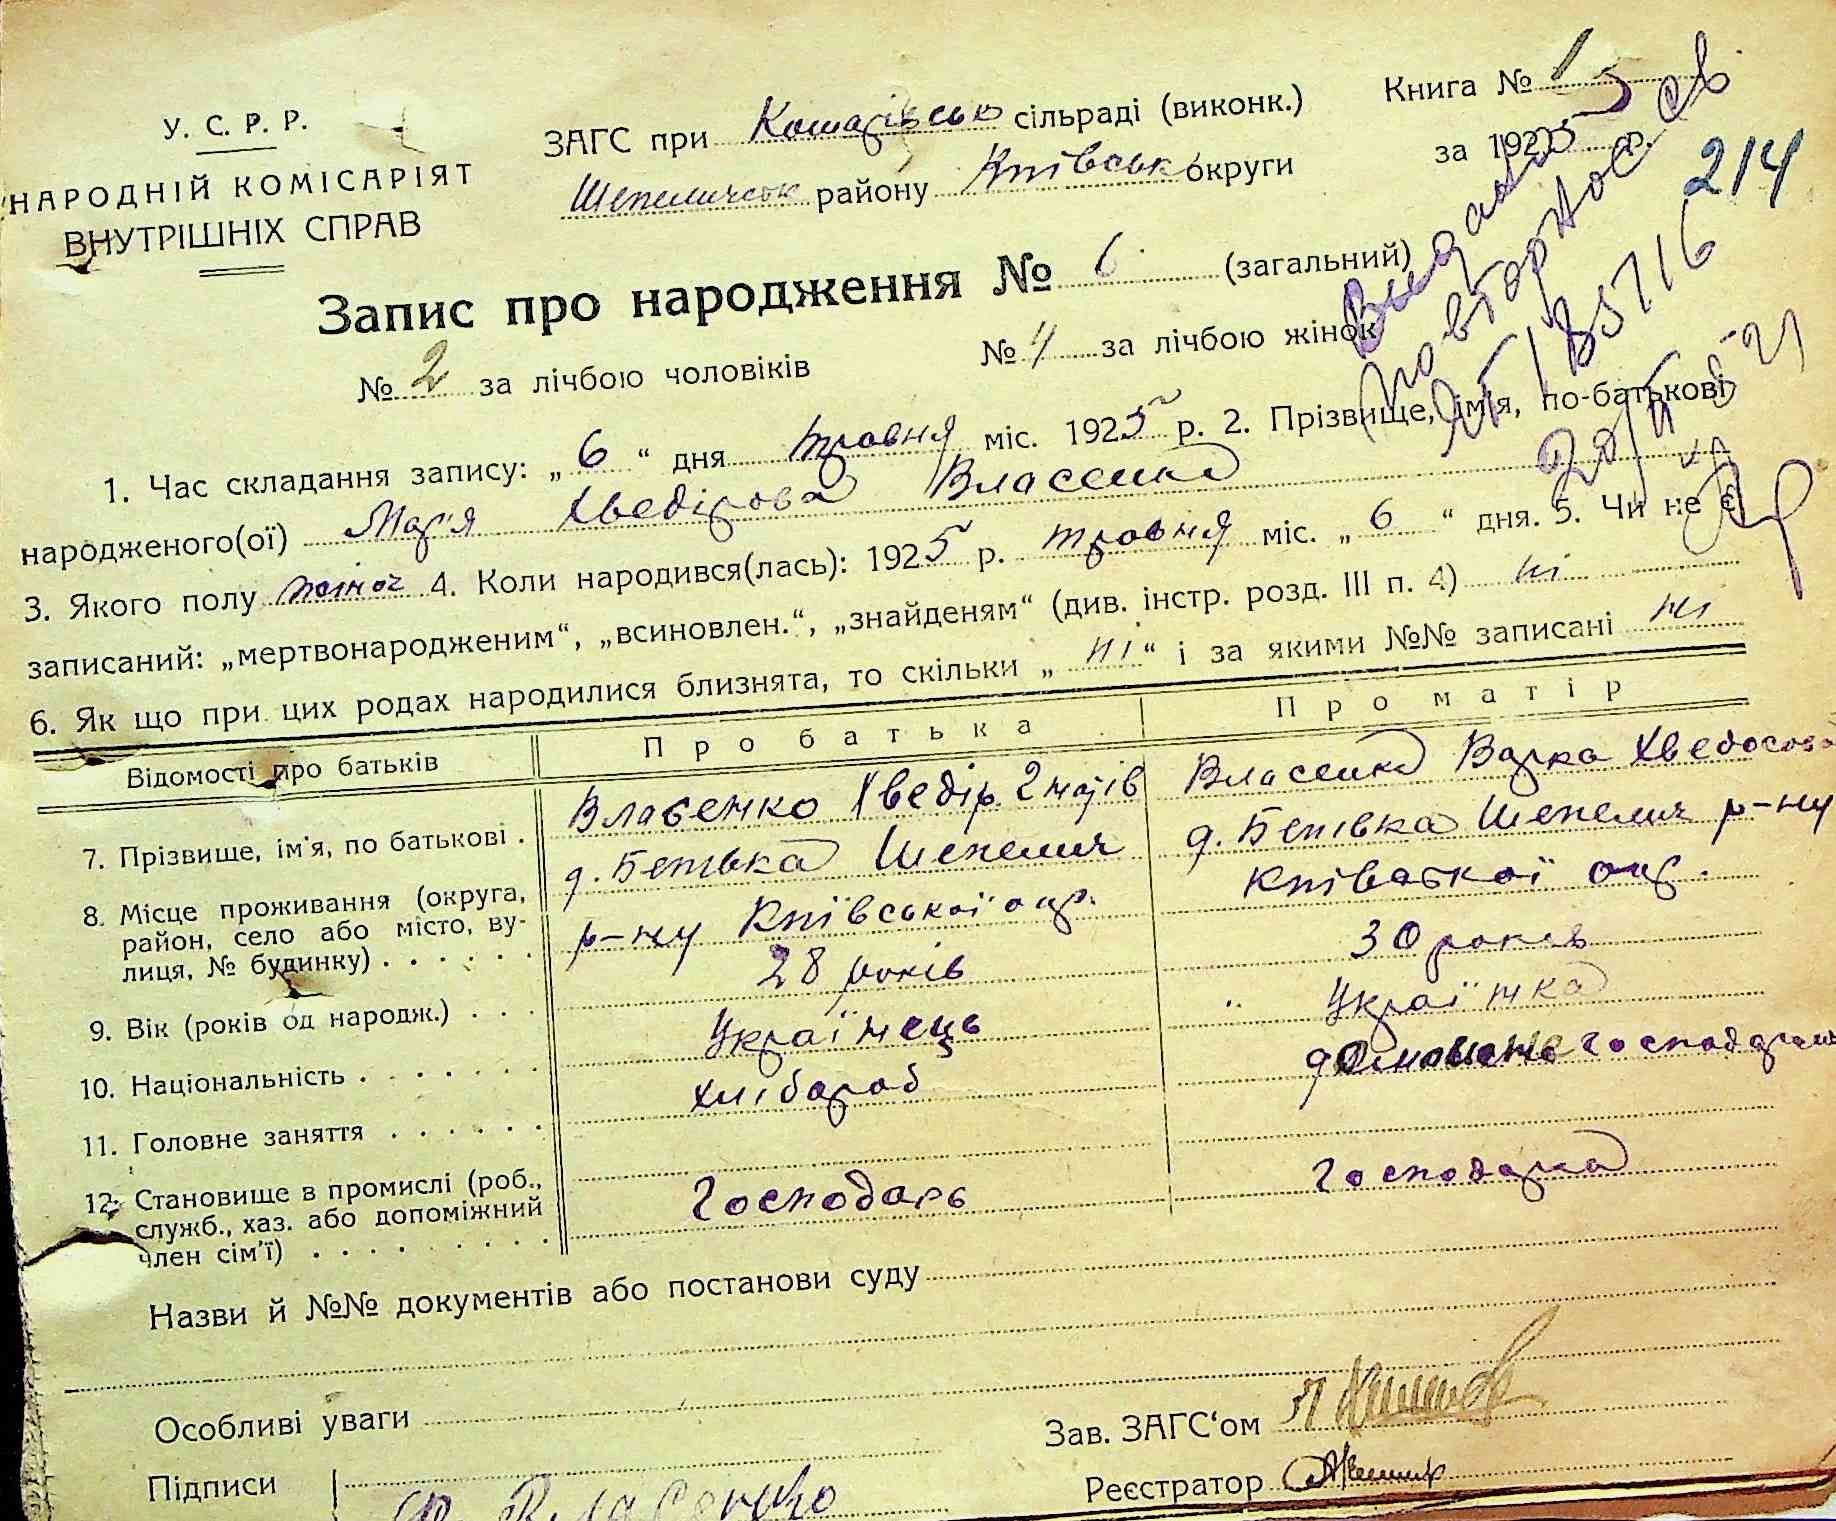 У. С. Р. Р.
НАРОДНІЙ КОМІСАРІЯТ
ВНУТРІШНІХ СПРАВ
ЗАГС при Кошарівськ сільраді (виконк.)
Шепелическ району Київськ округи
Книга № 1
за 1925 р.
214
Выдано
повторное св
35716
Запис про народження № 6 (загальний)
№ 2 за лічбою чоловіків № 4 за лічбою жінок
1. Час складання запису: „ 6 “ дня травня міс. 1925 р. 2. Прізвище, ім'я, по-батькові
народженого(ої) Мар'я Хведірова Власенко
3. Якого полу жіноч 4. Коли народився(лась): 1925 р. травня міс. „ 6 “ дня. 5. Чи не є
записаний: „мертвонародженим“, „всиновлен.“, „знайденям“ (див. інстр. розд. III п. 4) ні
6. Як що при цих родах народилися близнята, то скільки „ ні “ і за якими №№ записані ні
Відомості про батьків Про батька Про матір
7. Прізвище, ім'я, по батькові . Власенко Хведір Власенко Варка Хведосова
8. Місце проживання (округа, район, село або місто, вулиця, № будинку) . . . . . .
д. Бенівка Шепелич
р-ну Київської окр.
д. Бенівка Шепелич р-ну
Київської окр.
9. Вік (років од народж.) . . . 28 років 30 років
10. Національність . . . . . . . Українець Українка
11. Головне заняття . . . . . . Хлібороб
12. Становище в промислі (роб., служб., хаз. або допоміжний член сім'ї) . . . . . . . . . Господарь Господарка
Назви й №№ документів або постанови суду
Особливі уваги
Зав. ЗАГС‘ом
Підписи
Власенко
Реєстратор